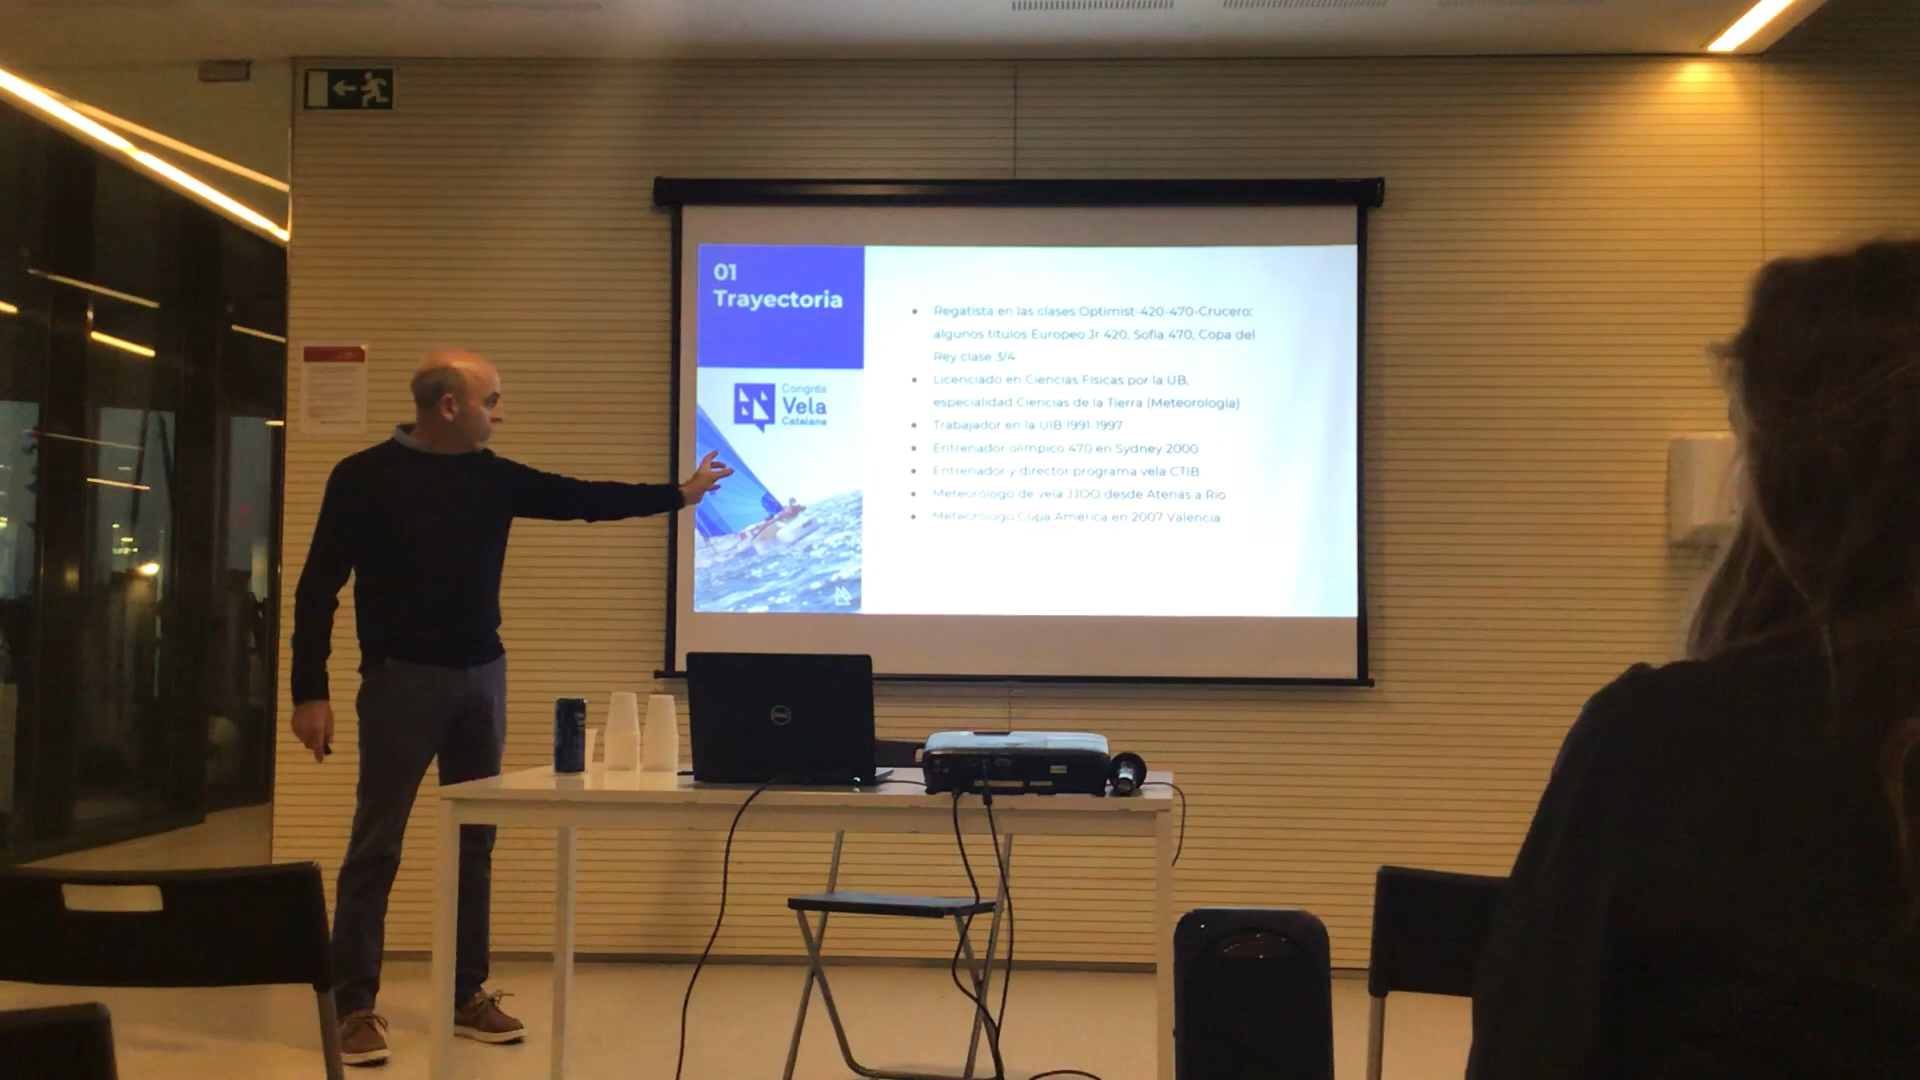 01
Trayectoria
Congrés
Vela
Catalana
Regatista en las clases Optimist-420-470-Crucero:
algunos títulos Europeo Jr 420, Sofía 470, Copa del
Rey clase 3/4
Licenciado en Ciencias Físicas por la UB,
especialidad Ciencias de la Tierra (Meteorología)
Trabajador en la UIB 1991-1997
Entrenador olímpico 470 en Sydney 2000
Entrenador y director programa vela CTIB
Meteorólogo de vela JJOO desde Atenas a Rio
Meteorólogo Copa América en 2007 Valencia
DELL